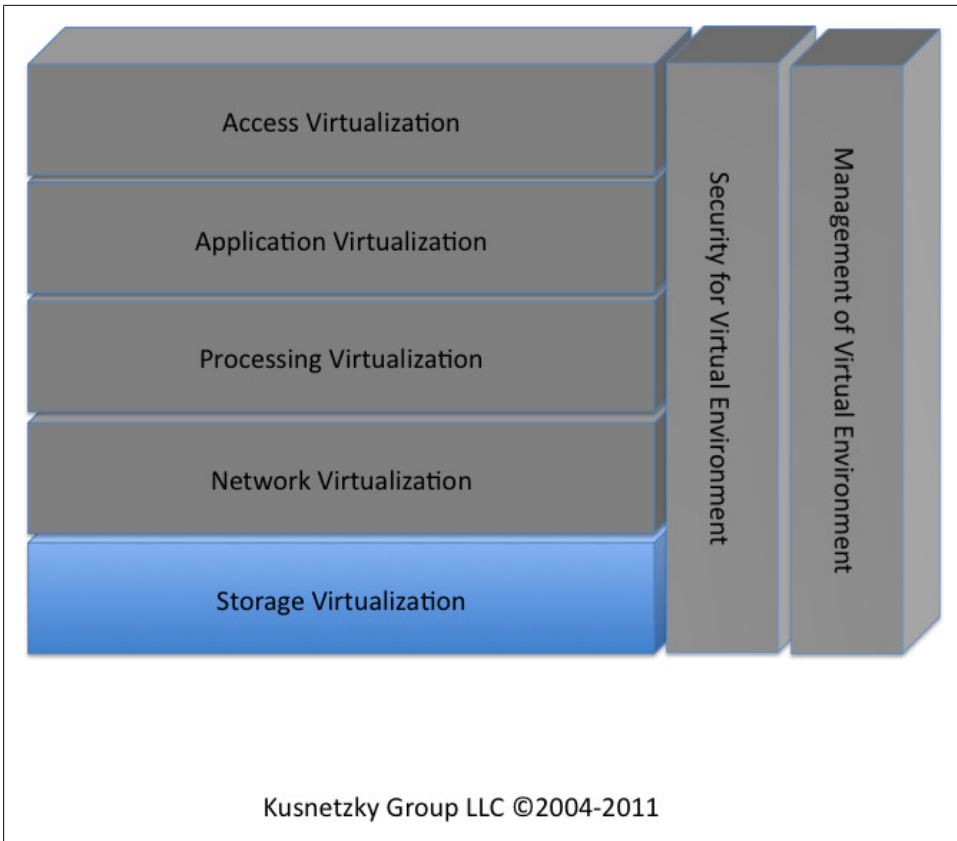 Access Virtualization
Application Virtualization
Processing Virtualization
Network Virtualization
Storage Virtualization
Security for Virtual Environment
Management of Virtual Environment
Kusnetzky Group LLC ©2004-2011